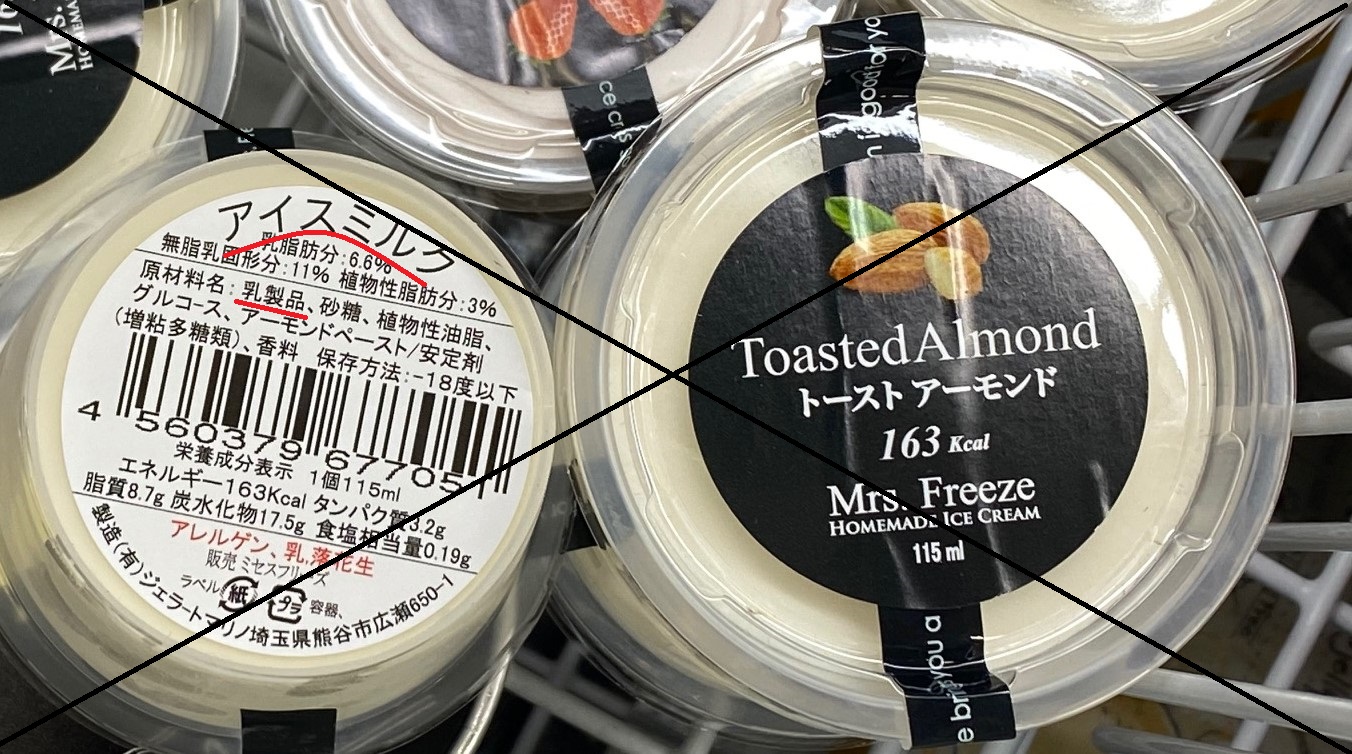 Mrs.
アイスミルク
乳脂肪分:6.6%
無脂乳固形分:11% 植物性脂肪分:3%
原材料名:乳製品、砂糖、植物性油脂、
グルコース、アーモンドペースト/安定剤
(増粘多糖類)、香料 保存方法:-18度以下
4 560379 677051
栄養成分表示 1個115ml
エネルギー163Kcal タンパク質3.2g
脂質8.7g 炭水化物17.5g 食塩相当量0.19g
アレルゲン、乳、落花生
販売 ミセスフリーズ
ラベル 紙 プラ 容器、
製造(有)ジェラートマリノ埼玉県熊谷市広瀬650-1
good for yo
Toasted Almond
トースト アーモンド
163 Kcal
Mrs. Freeze
HOMEMADE ICE CREAM
115 ml
you a